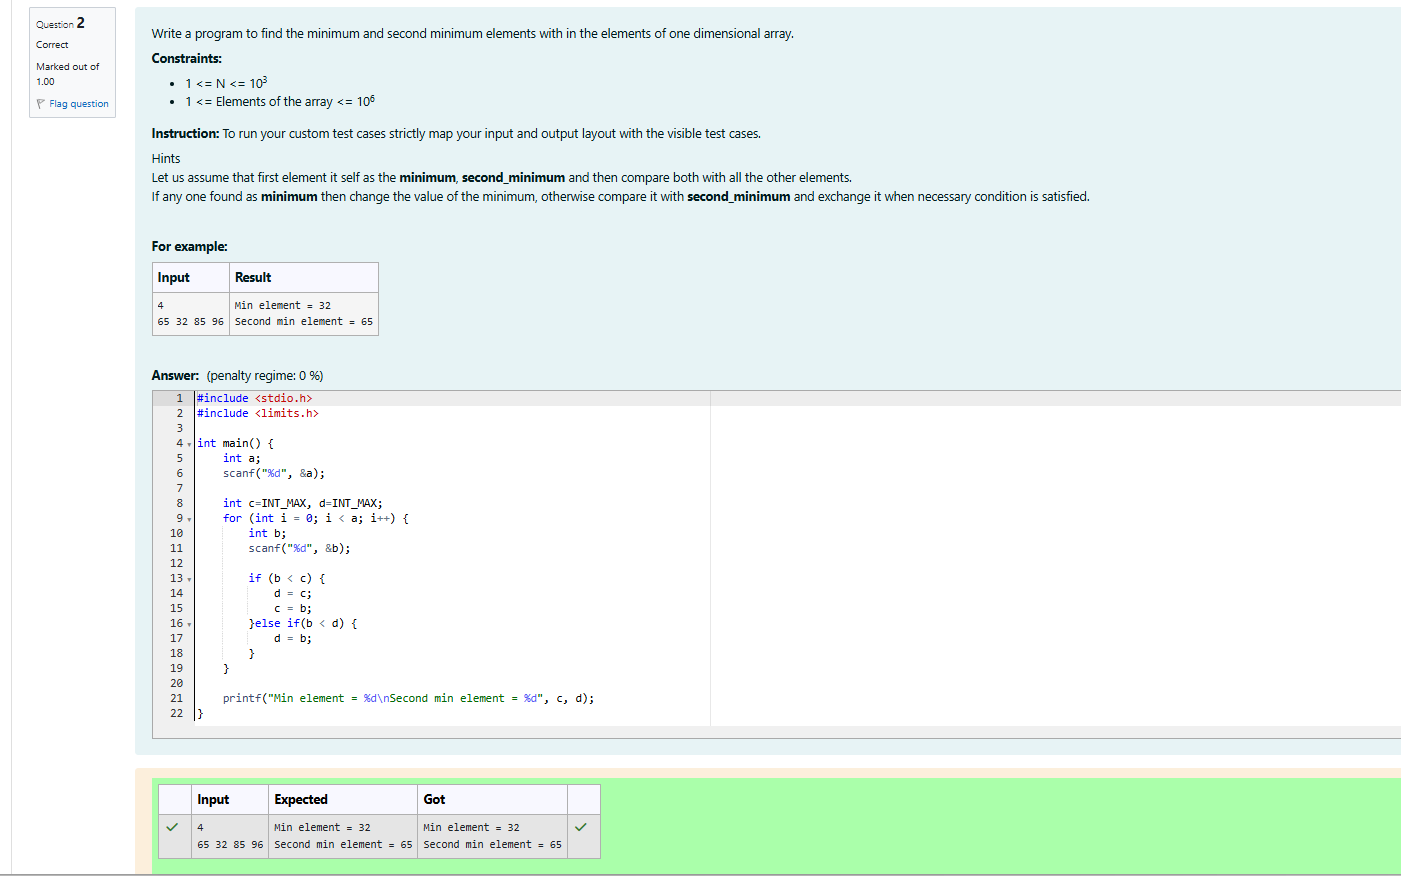 Question 2
Correct
Marked out of
1.00
Flag question
Write a program to find the minimum and second minimum elements with in the elements of one dimensional array.
Constraints:
• 1 <= N <= 10³
• 1 <= Elements of the array <= 10⁶
Instruction: To run your custom test cases strictly map your input and output layout with the visible test cases.
Hints
Let us assume that first element it self as the minimum, second_minimum and then compare both with all the other elements.
If any one found as minimum then change the value of the minimum, otherwise compare it with second_minimum and exchange it when necessary condition is satisfied.
For example:
Input Result
4 Min element = 32
65 32 85 96 Second min element = 65
Answer: (penalty regime: 0 %)
1 #include <stdio.h>
2 #include <limits.h>
3
4 int main() {
5     int a;
6     scanf("%d", &a);
7
8     int c=INT_MAX, d=INT_MAX;
9     for (int i = 0; i < a; i++) {
10         int b;
11         scanf("%d", &b);
12
13         if (b < c) {
14             d = c;
15             c = b;
16         }else if(b < d) {
17             d = b;
18         }
19     }
20
21     printf("Min element = %d\nSecond min element = %d", c, d);
22 }
Input Expected Got
4 Min element = 32 Min element = 32
65 32 85 96 Second min element = 65 Second min element = 65